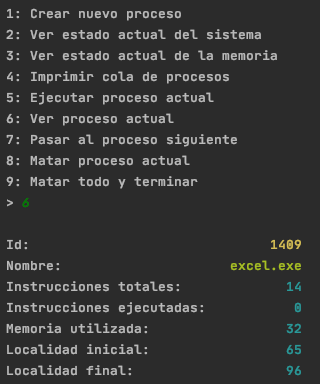 1: Crear nuevo proceso
2: Ver estado actual del sistema
3: Ver estado actual de la memoria
4: Imprimir cola de procesos
5: Ejecutar proceso actual
6: Ver proceso actual
7: Pasar al proceso siguiente
8: Matar proceso actual
9: Matar todo y terminar
> 6
Id: 1409
Nombre: excel.exe
Instrucciones totales: 14
Instrucciones ejecutadas: 0
Memoria utilizada: 32
Localidad inicial: 65
Localidad final: 96